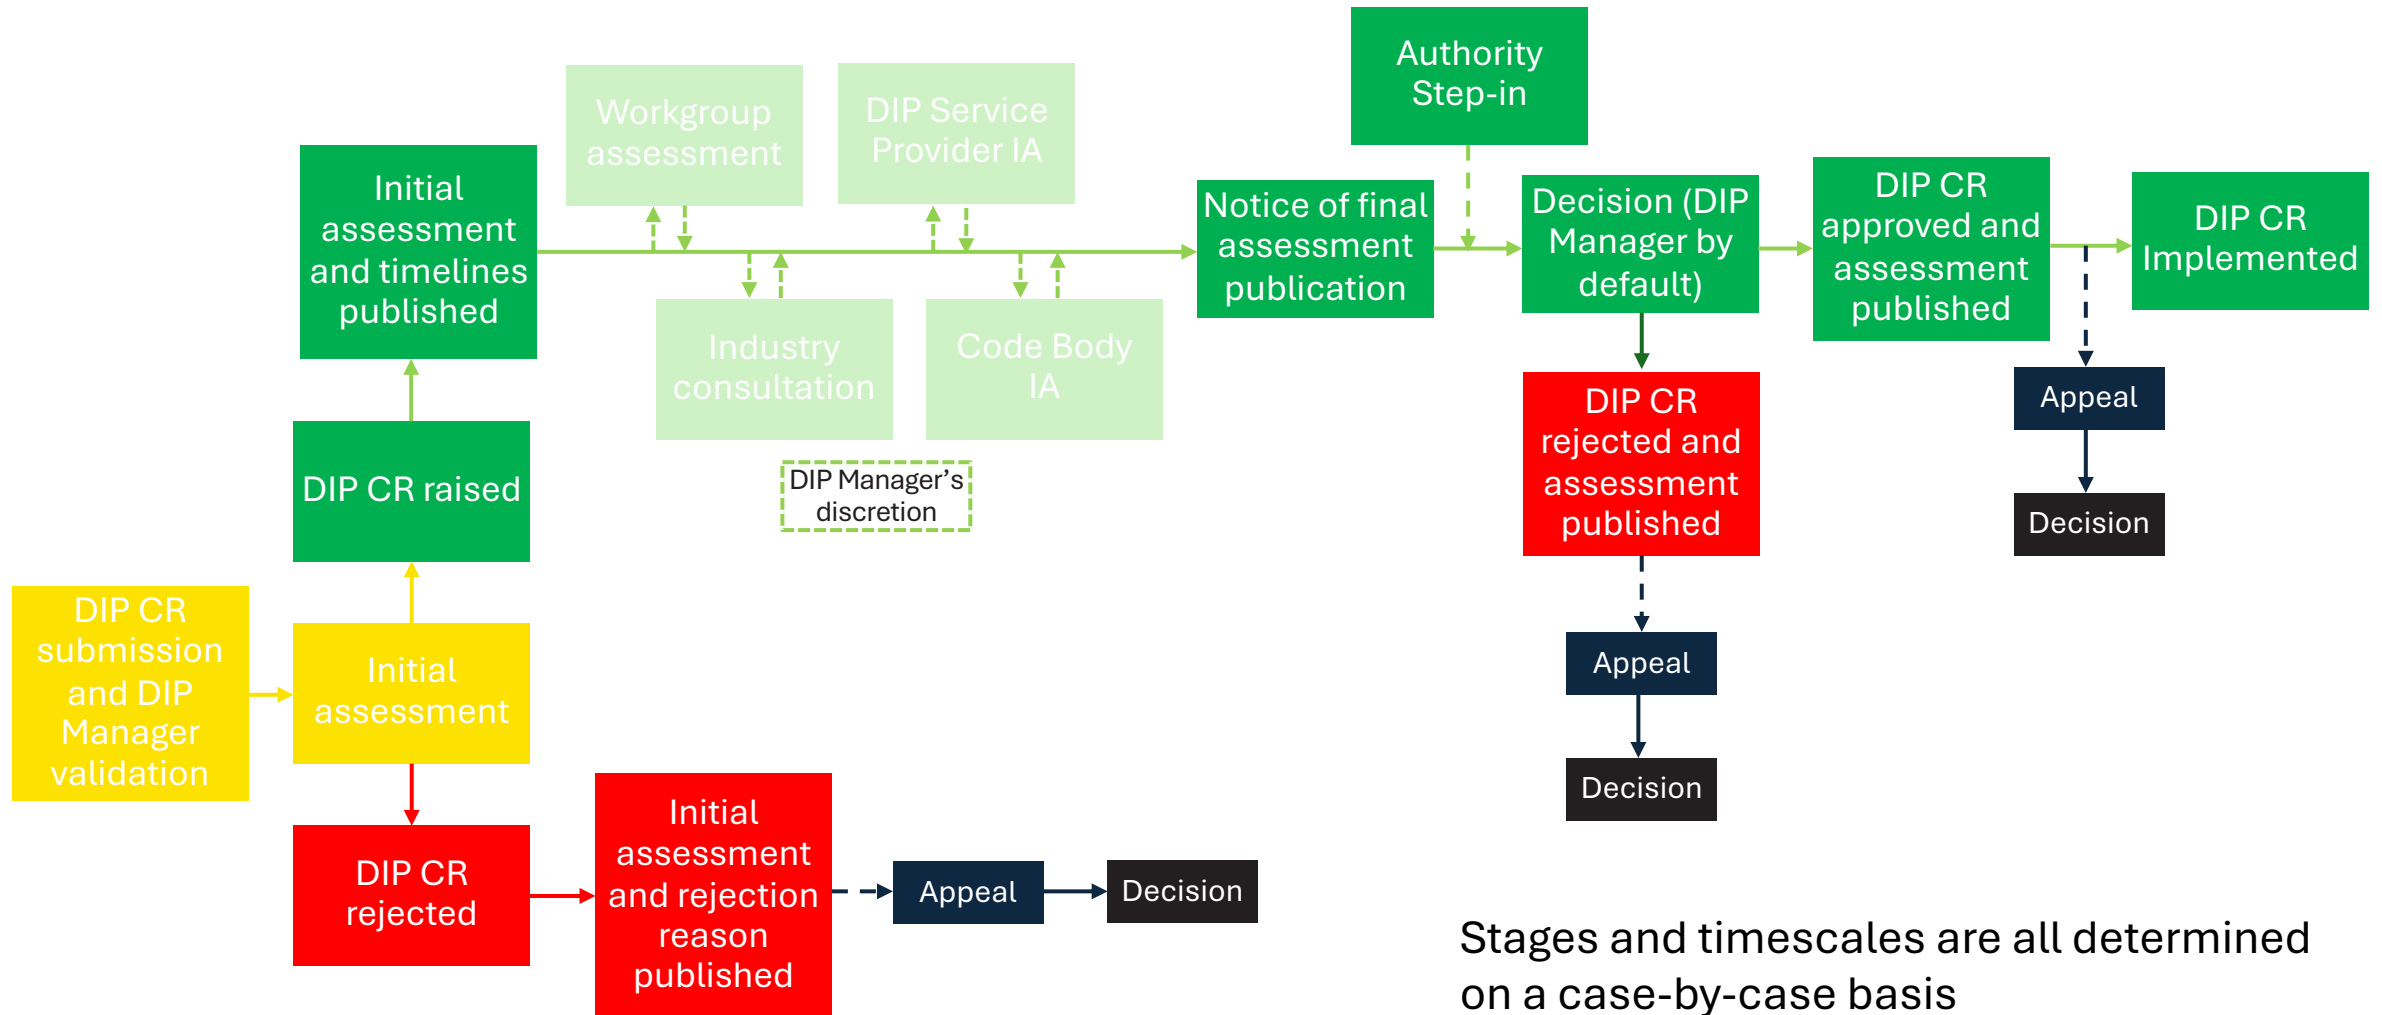 DIP CR
submission
and DIP
Manager
validation
Initial
assessment
DIP CR raised
Initial
assessment
and timelines
published
Workgroup
assessment
DIP Service
Provider IA
Industry
consultation
Code Body
IA
DIP Manager’s
discretion
Notice of final
assessment
publication
Authority
Step-in
Decision (DIP
Manager by
default)
DIP CR
approved and
assessment
published
DIP CR
Implemented
Appeal
Decision
DIP CR
rejected and
assessment
published
Appeal
Decision
DIP CR
rejected
Initial
assessment
and rejection
reason
published
Appeal
Decision
Stages and timescales are all determined
on a case-by-case basis